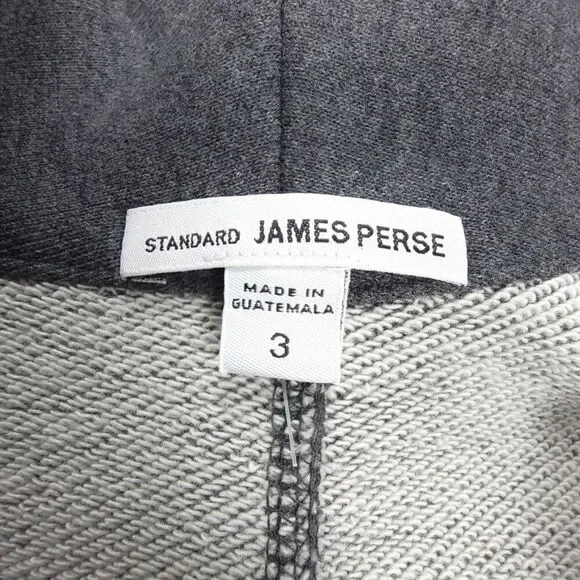 STANDARD JAMES PERSE
MADE IN
GUATEMALA
3